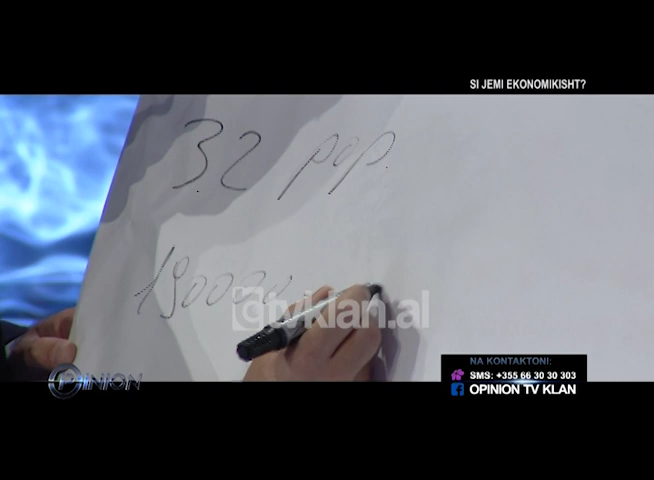 SI JEMI EKONOMIKISHT?
32 pop.
tvklan.al
NA KONTAKTONI:
SMS: +355 66 30 30 303
OPINION TV KLAN
OPINION